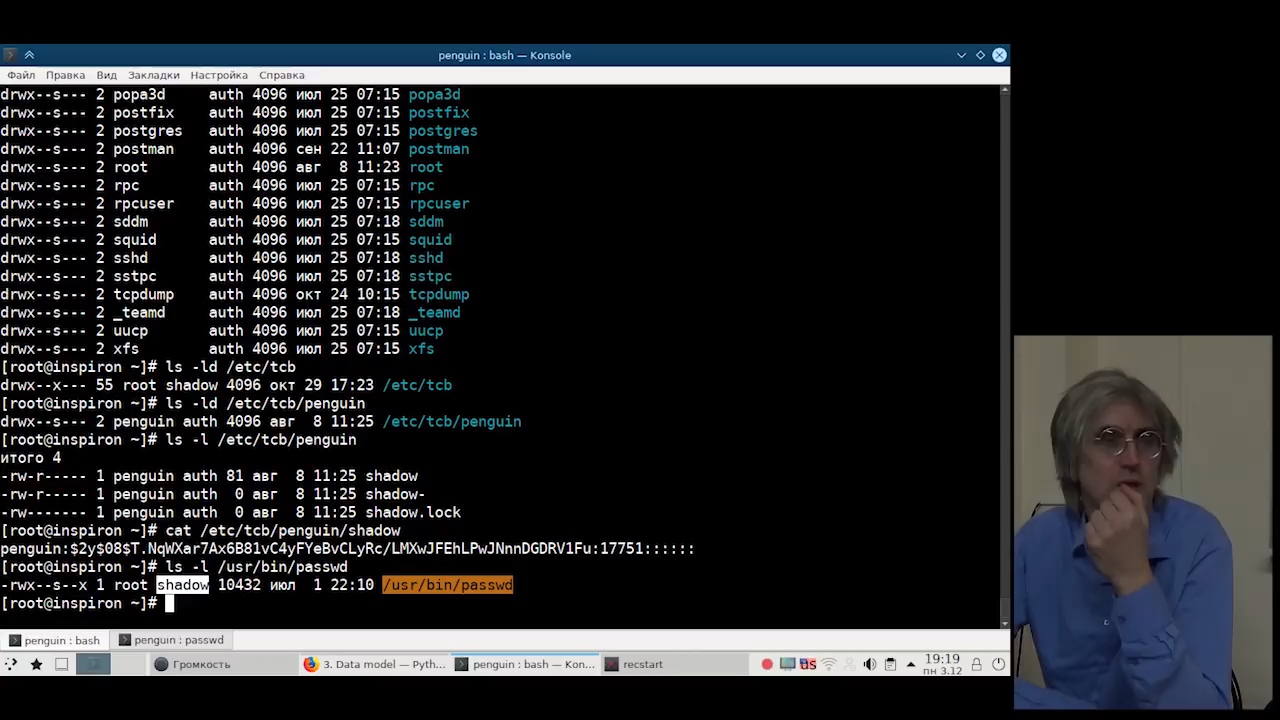 penguin : bash — Konsole
Файл Правка Вид Закладки Настройка Справка
drwx--s--- 2 popa3d auth 4096 июл 25 07:15 popa3d
drwx--s--- 2 postfix auth 4096 июл 25 07:15 postfix
drwx--s--- 2 postgres auth 4096 июл 25 07:15 postgres
drwx--s--- 2 postman auth 4096 сен 22 11:07 postman
drwx--s--- 2 root auth 4096 авг 8 11:23 root
drwx--s--- 2 rpc auth 4096 июл 25 07:15 rpc
drwx--s--- 2 rpcuser auth 4096 июл 25 07:15 rpcuser
drwx--s--- 2 sddm auth 4096 июл 25 07:18 sddm
drwx--s--- 2 squid auth 4096 июл 25 07:15 squid
drwx--s--- 2 sshd auth 4096 июл 25 07:18 sshd
drwx--s--- 2 sstpc auth 4096 июл 25 07:18 sstpc
drwx--s--- 2 tcpdump auth 4096 окт 24 10:15 tcpdump
drwx--s--- 2 _teamd auth 4096 июл 25 07:18 _teamd
drwx--s--- 2 uucp auth 4096 июл 25 07:15 uucp
drwx--s--- 2 xfs auth 4096 июл 25 07:15 xfs
[root@inspiron ~]# ls -ld /etc/tcb
drwx--x--- 55 root shadow 4096 окт 29 17:23 /etc/tcb
[root@inspiron ~]# ls -ld /etc/tcb/penguin
drwx--s--- 2 penguin auth 4096 авг 8 11:25 /etc/tcb/penguin
[root@inspiron ~]# ls -l /etc/tcb/penguin
итого 4
-rw-r----- 1 penguin auth 81 авг 8 11:25 shadow
-rw-r----- 1 penguin auth 0 авг 8 11:25 shadow-
-rw------- 1 penguin auth 0 авг 8 11:25 shadow.lock
[root@inspiron ~]# cat /etc/tcb/penguin/shadow
penguin:$2y$08$T.NqWXar7Ax6B81vC4yFYeBvCLyRc/LMXwJFEhLPwJNnnDGDRV1Fu:17751::::::
[root@inspiron ~]# ls -l /usr/bin/passwd
-rwx--s--x 1 root shadow 10432 июл 1 22:10 /usr/bin/passwd
[root@inspiron ~]#
penguin : bash penguin : passwd
Громкость 3. Data model — Pyth... penguin : bash — Kon... recstart US 19:19
пн 3.12